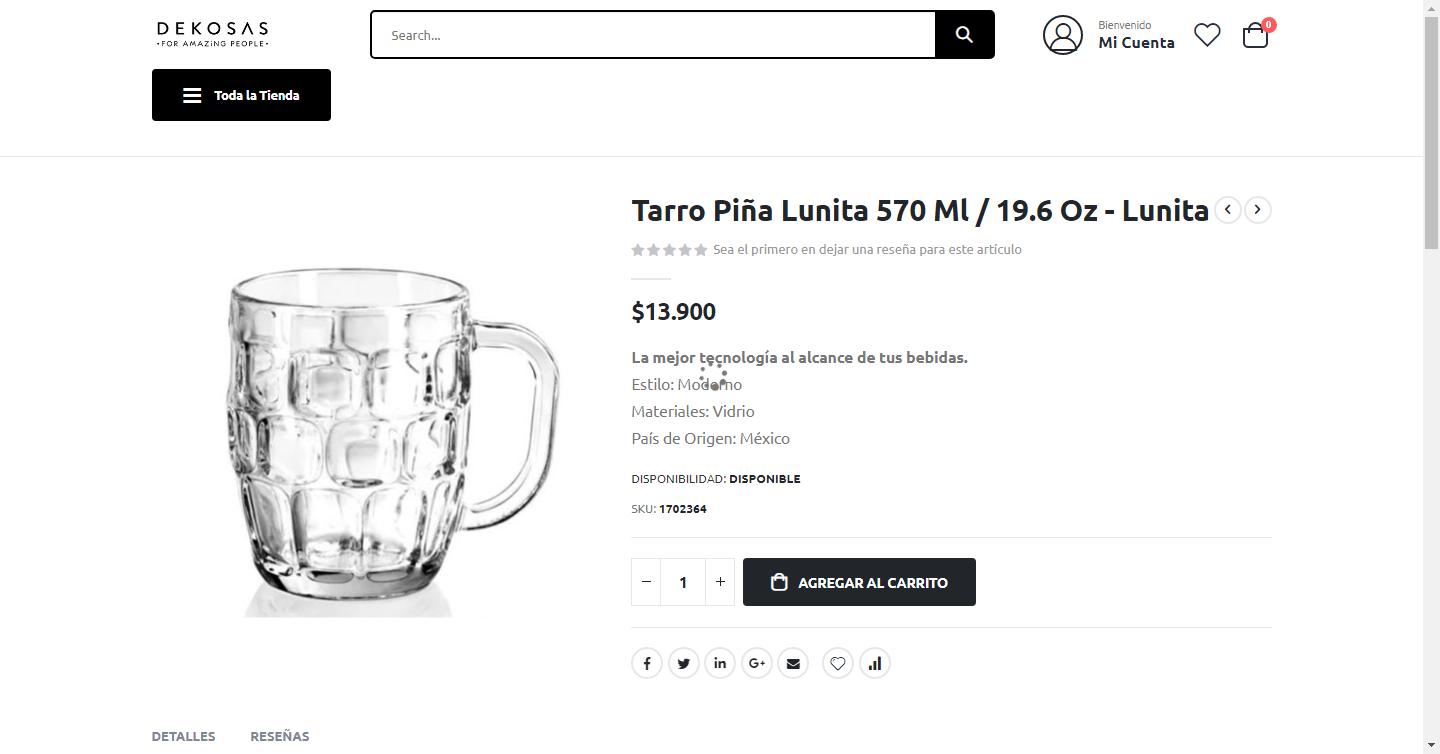 DEKOSAS
•FOR AMAZiNG PEOPLE•
Search...
Bienvenido
Mi Cuenta
0
Toda la Tienda
Tarro Piña Lunita 570 Ml / 19.6 Oz - Lunita
Sea el primero en dejar una reseña para este artículo
$13.900
La mejor tecnología al alcance de tus bebidas.
Estilo: Moderno
Materiales: Vidrio
País de Origen: México
DISPONIBILIDAD: DISPONIBLE
SKU: 1702364
− 1 +
AGREGAR AL CARRITO
DETALLES
RESEÑAS